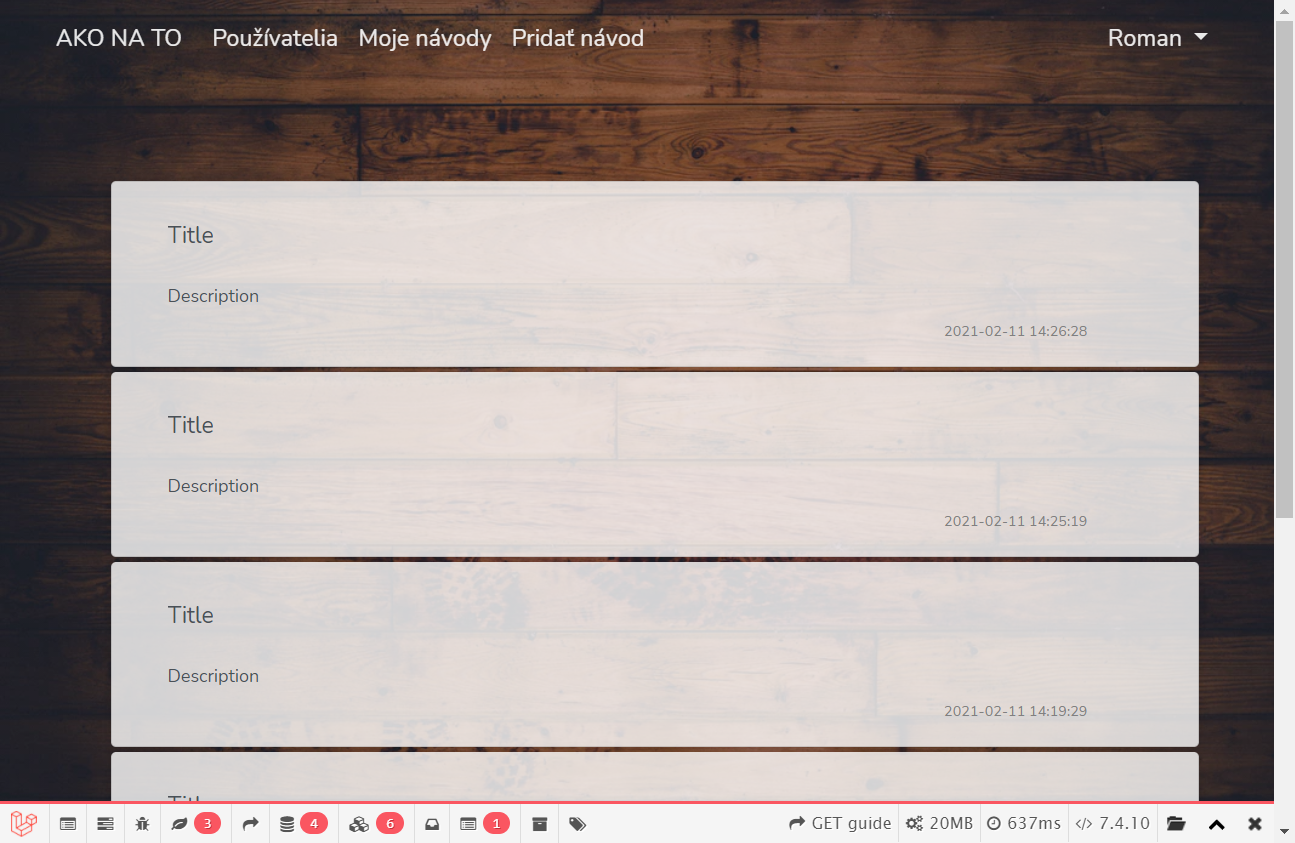 AKO NA TO Používatelia Moje návody Pridať návod Roman
Title
Description
2021-02-11 14:26:28
Title
Description
2021-02-11 14:25:19
Title
Description
2021-02-11 14:19:29
Title
3 4 6 1 GET guide 20MB 637ms 7.4.10